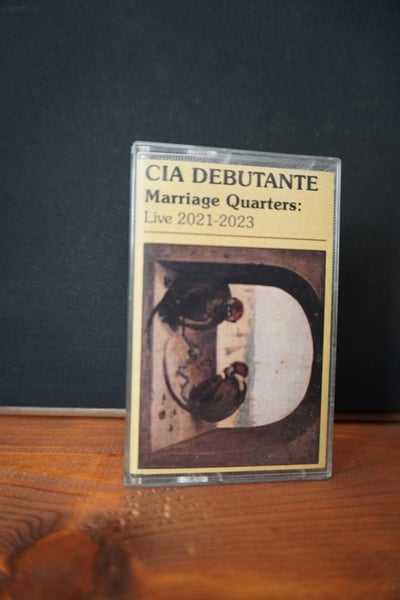 CIA DEBUTANTE
Marriage Quarters:
Live 2021-2023